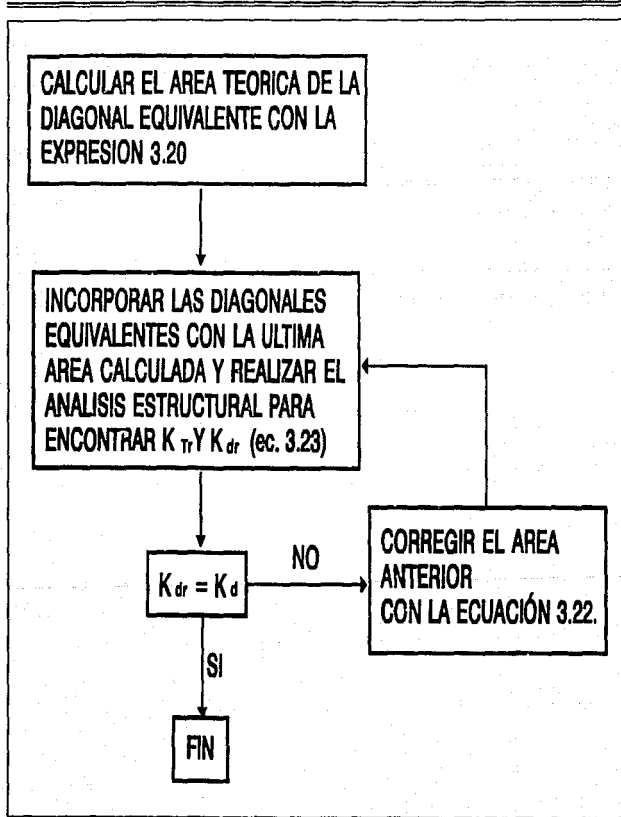 CALCULAR EL AREA TEORICA DE LA
DIAGONAL EQUIVALENTE CON LA
EXPRESION 3.20
INCORPORAR LAS DIAGONALES
EQUIVALENTES CON LA ULTIMA
AREA CALCULADA Y REALIZAR EL
ANALISIS ESTRUCTURAL PARA
ENCONTRAR K Tr Y K dr (ec. 3.23)
K dr = K d
NO
CORREGIR EL AREA
ANTERIOR
CON LA ECUACIÓN 3.22.
SI
FIN